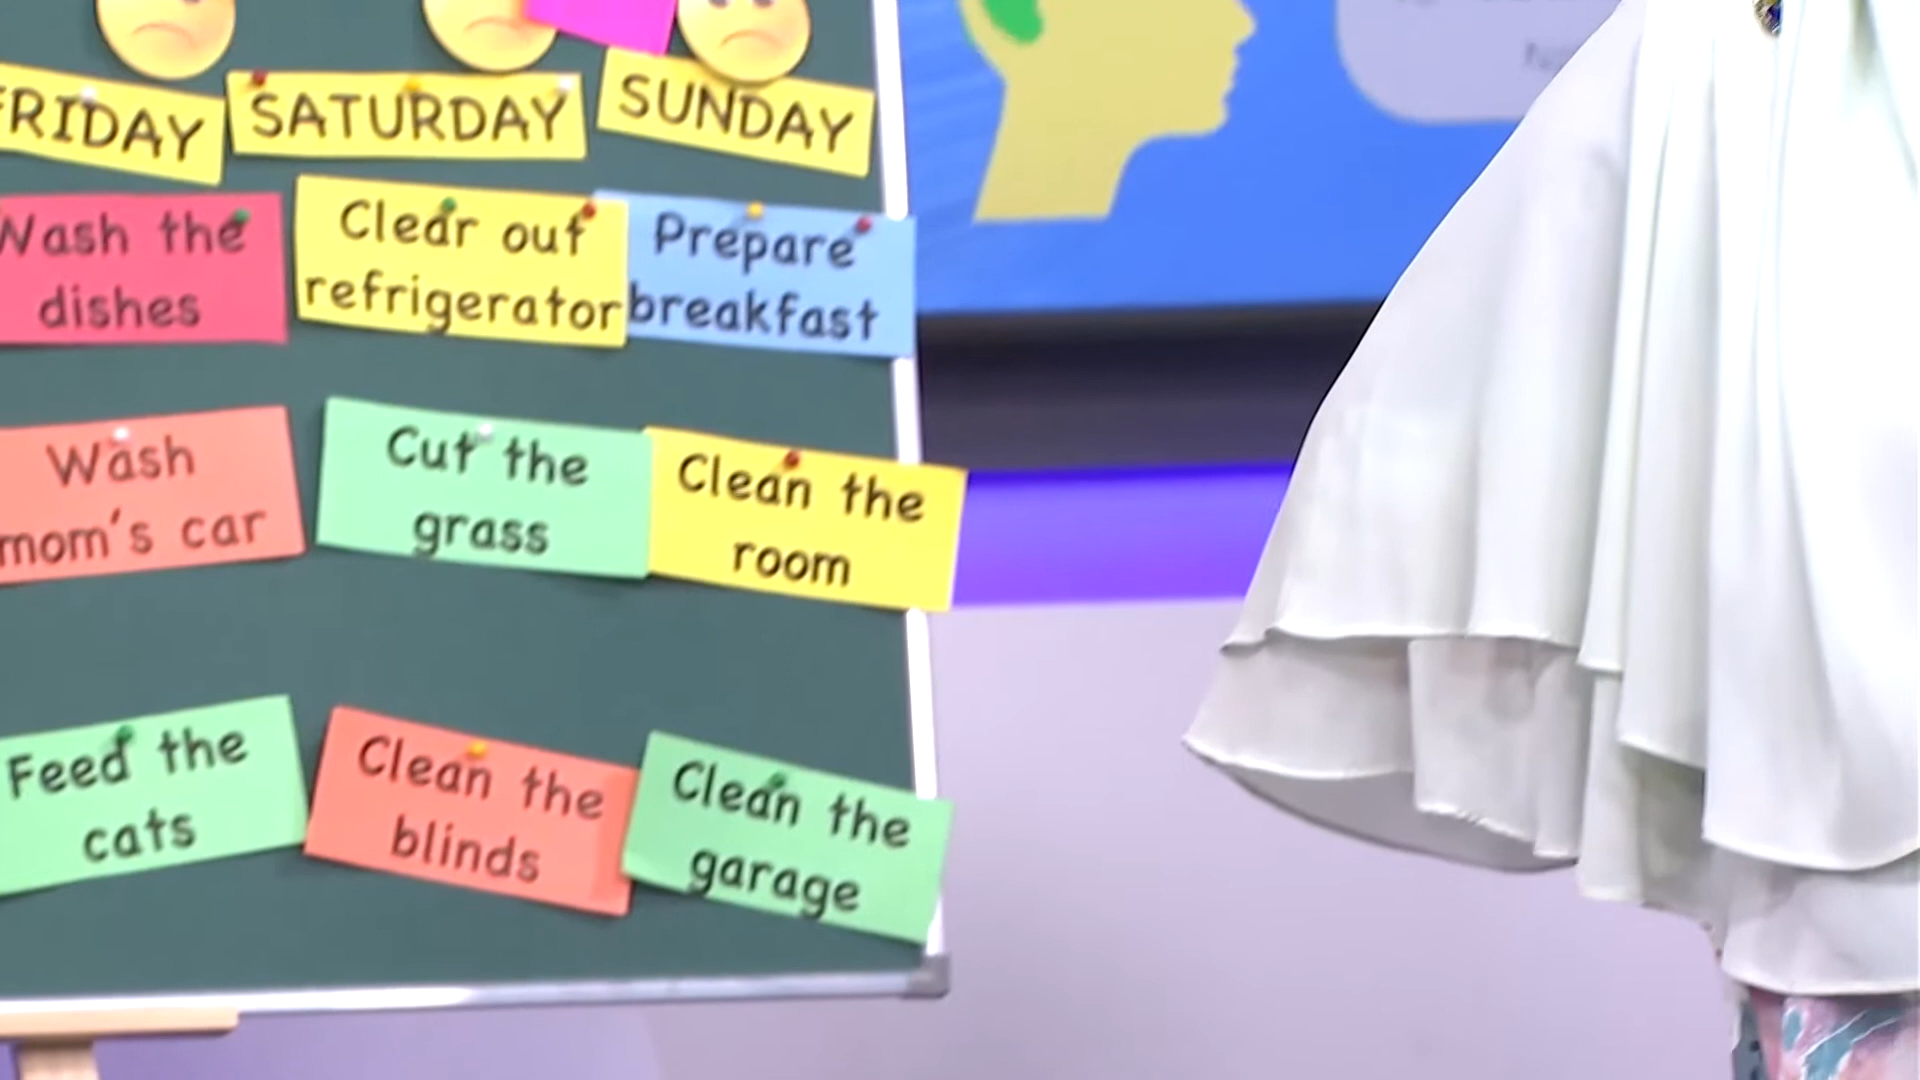 FRIDAY SATURDAY SUNDAY
Wash the
dishes
Clear out
refrigerator
Prepare
breakfast
Wash
mom's car
Cut the
grass
Clean the
room
Feed the
cats
Clean the
blinds
Clean the
garage